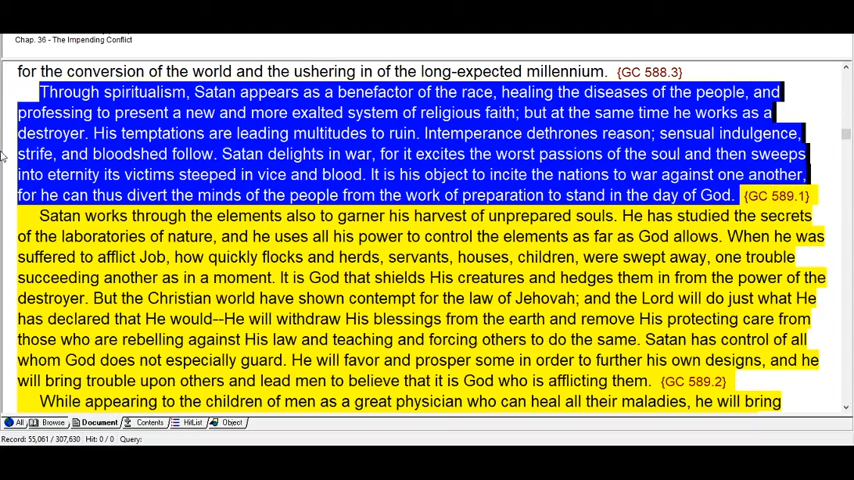 Chap. 36 - The Impending Conflict
for the conversion of the world and the ushering in of the long-expected millennium. {GC 588.3}
Through spiritualism, Satan appears as a benefactor of the race, healing the diseases of the people, and
professing to present a new and more exalted system of religious faith; but at the same time he works as a
destroyer. His temptations are leading multitudes to ruin. Intemperance dethrones reason; sensual indulgence,
strife, and bloodshed follow. Satan delights in war, for it excites the worst passions of the soul and then sweeps
into eternity its victims steeped in vice and blood. It is his object to incite the nations to war against one another,
for he can thus divert the minds of the people from the work of preparation to stand in the day of God. {GC 589.1}
Satan works through the elements also to garner his harvest of unprepared souls. He has studied the secrets
of the laboratories of nature, and he uses all his power to control the elements as far as God allows. When he was
suffered to afflict Job, how quickly flocks and herds, servants, houses, children, were swept away, one trouble
succeeding another as in a moment. It is God that shields His creatures and hedges them in from the power of the
destroyer. But the Christian world have shown contempt for the law of Jehovah; and the Lord will do just what He
has declared that He would--He will withdraw His blessings from the earth and remove His protecting care from
those who are rebelling against His law and teaching and forcing others to do the same. Satan has control of all
whom God does not especially guard. He will favor and prosper some in order to further his own designs, and he
will bring trouble upon others and lead men to believe that it is God who is afflicting them. {GC 589.2}
While appearing to the children of men as a great physician who can heal all their maladies, he will bring
All Browse Document Contents HitList Object
Record: 55,061 / 307,630 Hit: 0 / 0 Query: